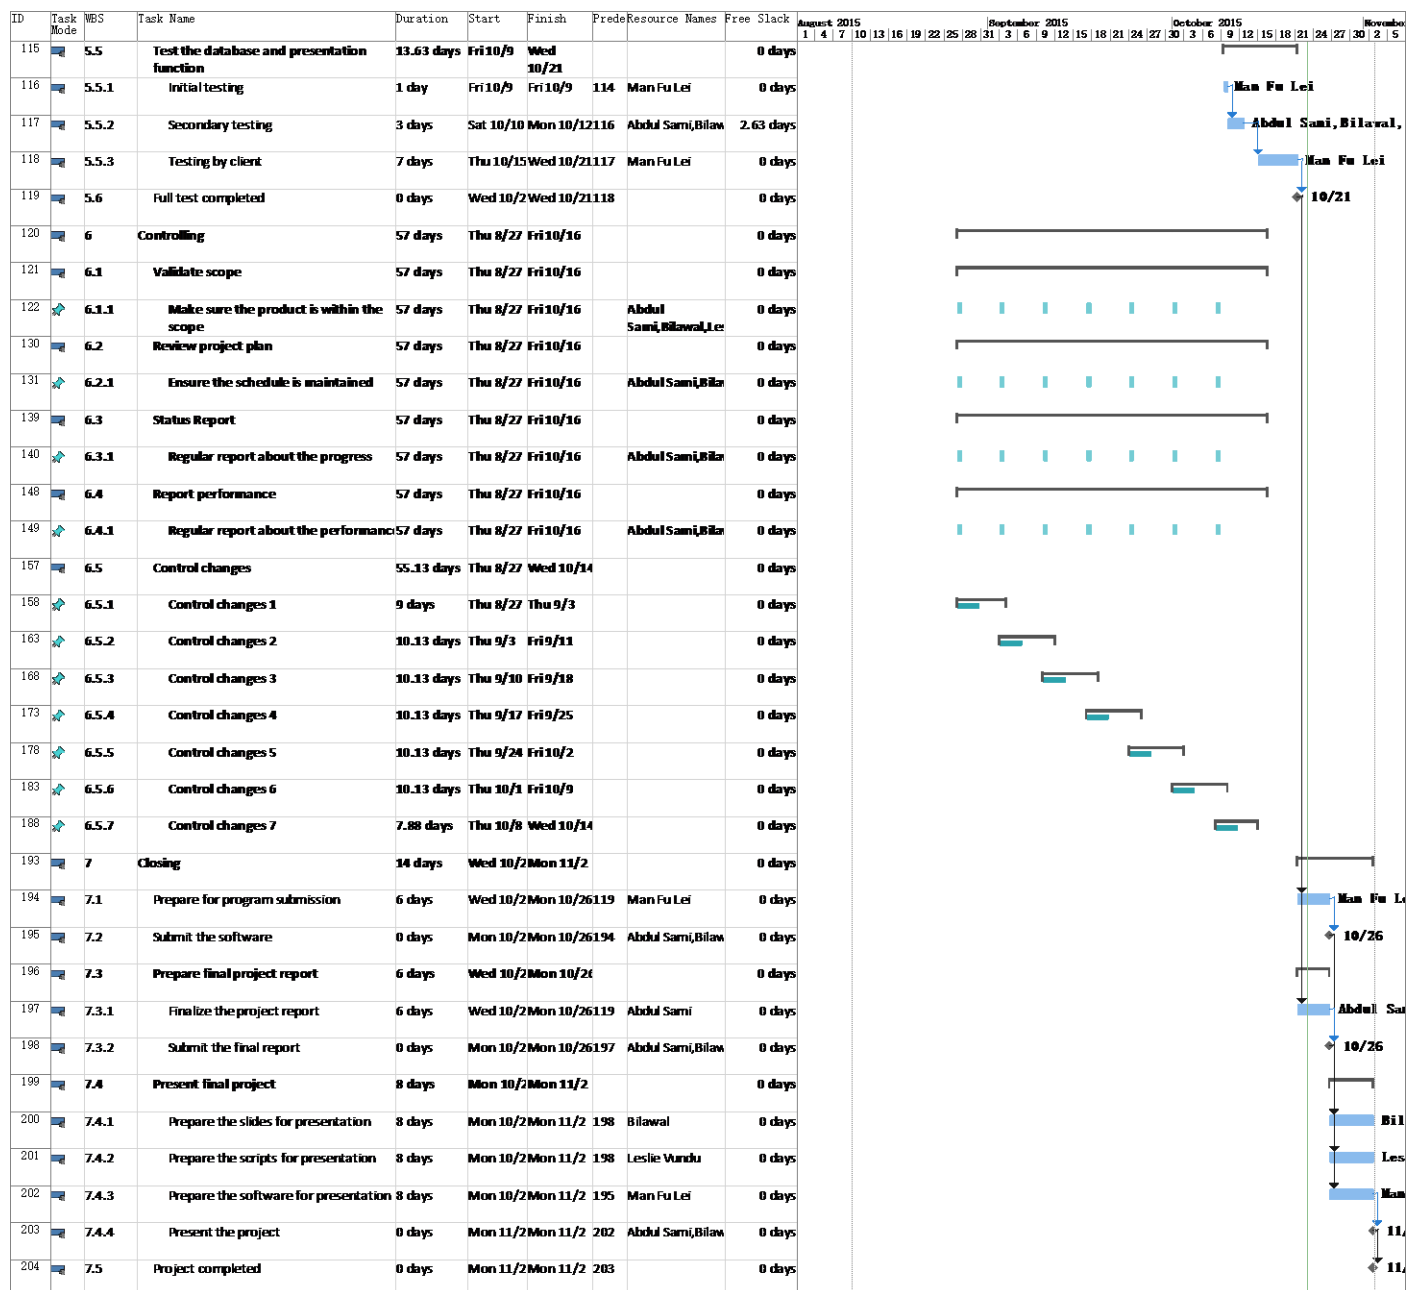 ID Task Mode WBS Task Name Duration Start Finish Prede Resource Names Free Slack
August 2015 September 2015 October 2015 Novembe
1 4 7 10 13 16 19 22 25 28 31 3 6 9 12 15 18 21 24 27 30 3 6 9 12 15 18 21 24 27 30 2 5
115 5.5 Test the database and presentation function 13.63 days Fri 10/9 Wed 10/21 0 days
116 5.5.1 Initial testing 1 day Fri 10/9 Fri 10/9 114 Man Fu Lei 0 days Man Fu Lei
117 5.5.2 Secondary testing 3 days Sat 10/10 Mon 10/12 116 Abdul Sami,Bilaw 2.63 days Abdul Sami,Bilawal,
118 5.5.3 Testing by client 7 days Thu 10/15 Wed 10/21 117 Man Fu Lei 0 days Man Fu Lei
119 5.6 Full test completed 0 days Wed 10/2 Wed 10/21 118 0 days 10/21
120 6 Controlling 57 days Thu 8/27 Fri 10/16 0 days
121 6.1 Validate scope 57 days Thu 8/27 Fri 10/16 0 days
122 6.1.1 Make sure the product is within the scope 57 days Thu 8/27 Fri 10/16 Abdul Sami,Bilawal,Les 0 days
130 6.2 Review project plan 57 days Thu 8/27 Fri 10/16 0 days
131 6.2.1 Ensure the schedule is maintained 57 days Thu 8/27 Fri 10/16 Abdul Sami,Bila 0 days
139 6.3 Status Report 57 days Thu 8/27 Fri 10/16 0 days
140 6.3.1 Regular report about the progress 57 days Thu 8/27 Fri 10/16 Abdul Sami,Bila 0 days
148 6.4 Report performance 57 days Thu 8/27 Fri 10/16 0 days
149 6.4.1 Regular report about the performanc 57 days Thu 8/27 Fri 10/16 Abdul Sami,Bila 0 days
157 6.5 Control changes 55.13 days Thu 8/27 Wed 10/14 0 days
158 6.5.1 Control changes 1 9 days Thu 8/27 Thu 9/3 0 days
163 6.5.2 Control changes 2 10.13 days Thu 9/3 Fri 9/11 0 days
168 6.5.3 Control changes 3 10.13 days Thu 9/10 Fri 9/18 0 days
173 6.5.4 Control changes 4 10.13 days Thu 9/17 Fri 9/25 0 days
178 6.5.5 Control changes 5 10.13 days Thu 9/24 Fri 10/2 0 days
183 6.5.6 Control changes 6 10.13 days Thu 10/1 Fri 10/9 0 days
188 6.5.7 Control changes 7 7.88 days Thu 10/8 Wed 10/14 0 days
193 7 Closing 14 days Wed 10/2 Mon 11/2 0 days
194 7.1 Prepare for program submission 6 days Wed 10/2 Mon 10/26 119 Man Fu Lei 0 days Man Fu Le
195 7.2 Submit the software 0 days Mon 10/2 Mon 10/26 194 Abdul Sami,Bilaw 0 days 10/26
196 7.3 Prepare final project report 6 days Wed 10/2 Mon 10/26 0 days
197 7.3.1 Finalize the project report 6 days Wed 10/2 Mon 10/26 119 Abdul Sami 0 days Abdul Sam
198 7.3.2 Submit the final report 0 days Mon 10/2 Mon 10/26 197 Abdul Sami,Bilaw 0 days 10/26
199 7.4 Present final project 8 days Mon 10/2 Mon 11/2 0 days
200 7.4.1 Prepare the slides for presentation 8 days Mon 10/2 Mon 11/2 198 Bilawal 0 days Bil
201 7.4.2 Prepare the scripts for presentation 8 days Mon 10/2 Mon 11/2 198 Leslie Vundu 0 days Les
202 7.4.3 Prepare the software for presentation 8 days Mon 10/2 Mon 11/2 195 Man Fu Lei 0 days Man
203 7.4.4 Present the project 0 days Mon 11/2 Mon 11/2 202 Abdul Sami,Bilaw 0 days 11/
204 7.5 Project completed 0 days Mon 11/2 Mon 11/2 203 0 days 11/